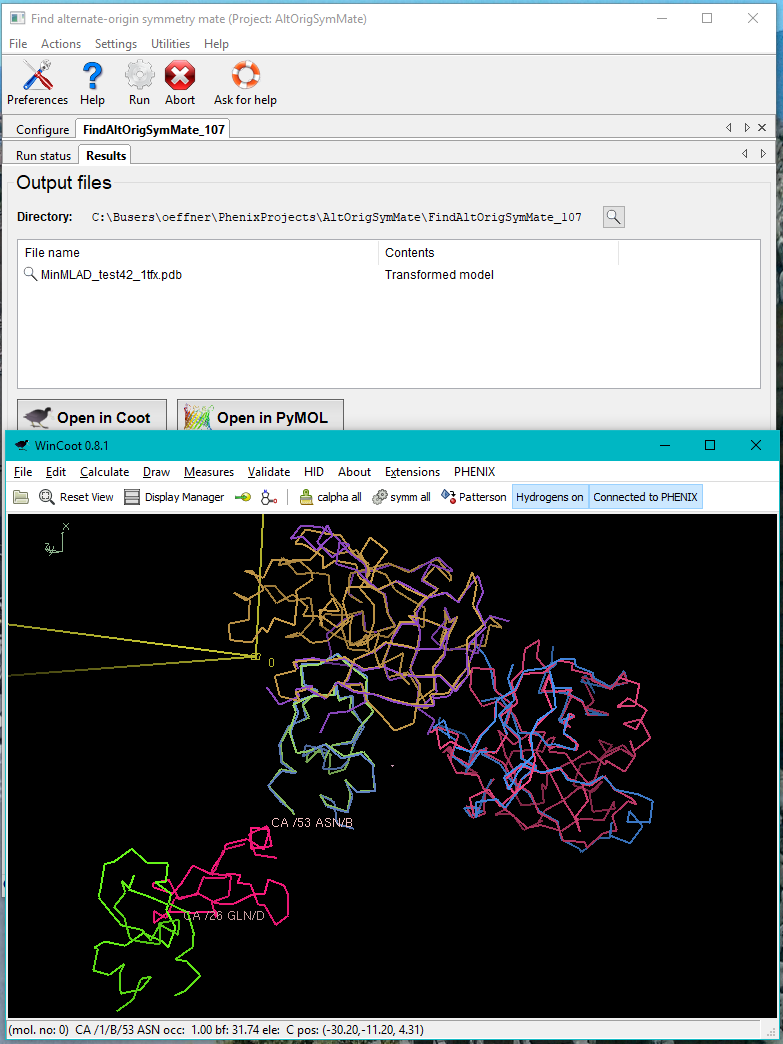 Find alternate-origin symmetry mate (Project: AltOrigSymMate)
File Actions Settings Utilities Help
Preferences Help Run Abort Ask for help
Configure FindAltOrigSymMate_107
Run status Results
Output files
Directory: C:\Busers\oeffner\PhenixProjects\AltOrigSymMate\FindAltOrigSymMate_107
File name Contents
MinMLAD_test42_1tfx.pdb Transformed model
Open in Coot Open in PyMOL
WinCoot 0.8.1
File Edit Calculate Draw Measures Validate HID About Extensions PHENIX
Reset View Display Manager calpha all symm all Patterson Hydrogens on Connected to PHENIX
X
0
CA /53 ASN/B
CA /26 GLN/D
(mol. no: 0) CA /1/B/53 ASN occ: 1.00 bf: 31.74 ele: C pos: (-30.20,-11.20, 4.31)